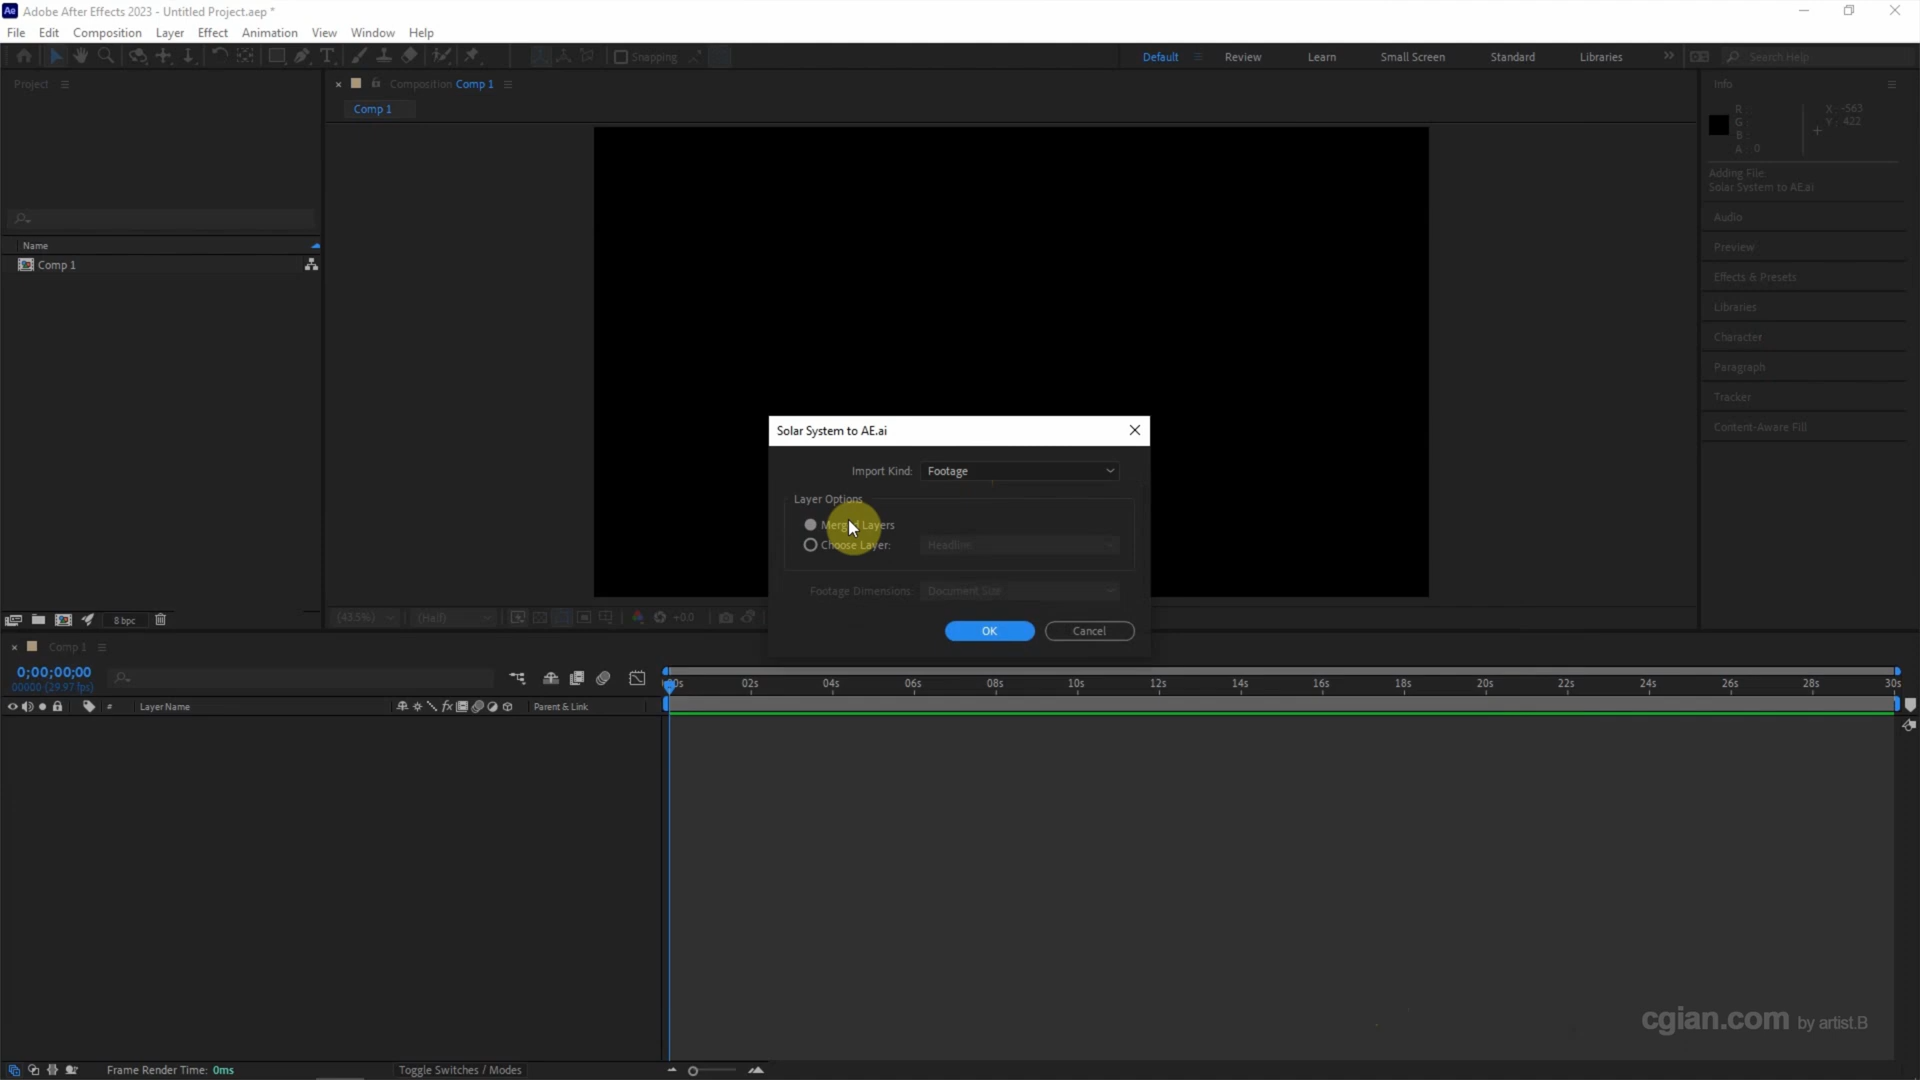 Ae Adobe After Effects 2023 - Untitled Project.aep *
File Edit Composition Layer Effect Animation View Window Help
Snapping Default Review Learn Small Screen Standard Libraries Search Help
Project
Composition Comp 1
Comp 1
Info
R :
G :
B :
A : 0
X : -563
Y : 422
Adding File:
Solar System to AE.ai
Audio
Preview
Effects & Presets
Libraries
Character
Paragraph
Tracker
Content-Aware Fill
Name
Comp 1
Solar System to AE.ai
Import Kind: Footage
Layer Options
Merged Layers
Choose Layer: Headline
Footage Dimensions: Document Size
OK Cancel
8 bpc
(43.5%) (Half) +0.0
Comp 1
0;00;00;00
00000 (29.97 fps)
02s 04s 06s 08s 10s 12s 14s 16s 18s 20s 22s 24s 26s 28s 30s
# Layer Name fx Parent & Link
cgian.com by artist.B
Frame Render Time: 0ms Toggle Switches / Modes